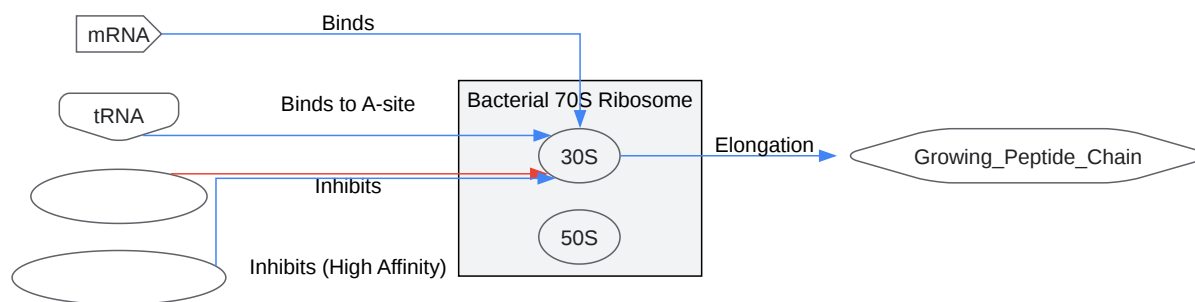 mRNA
Binds
Bacterial 70S Ribosome
tRNA
Binds to A-site
30S
Elongation
Growing_Peptide_Chain
Inhibits
50S
Inhibits (High Affinity)